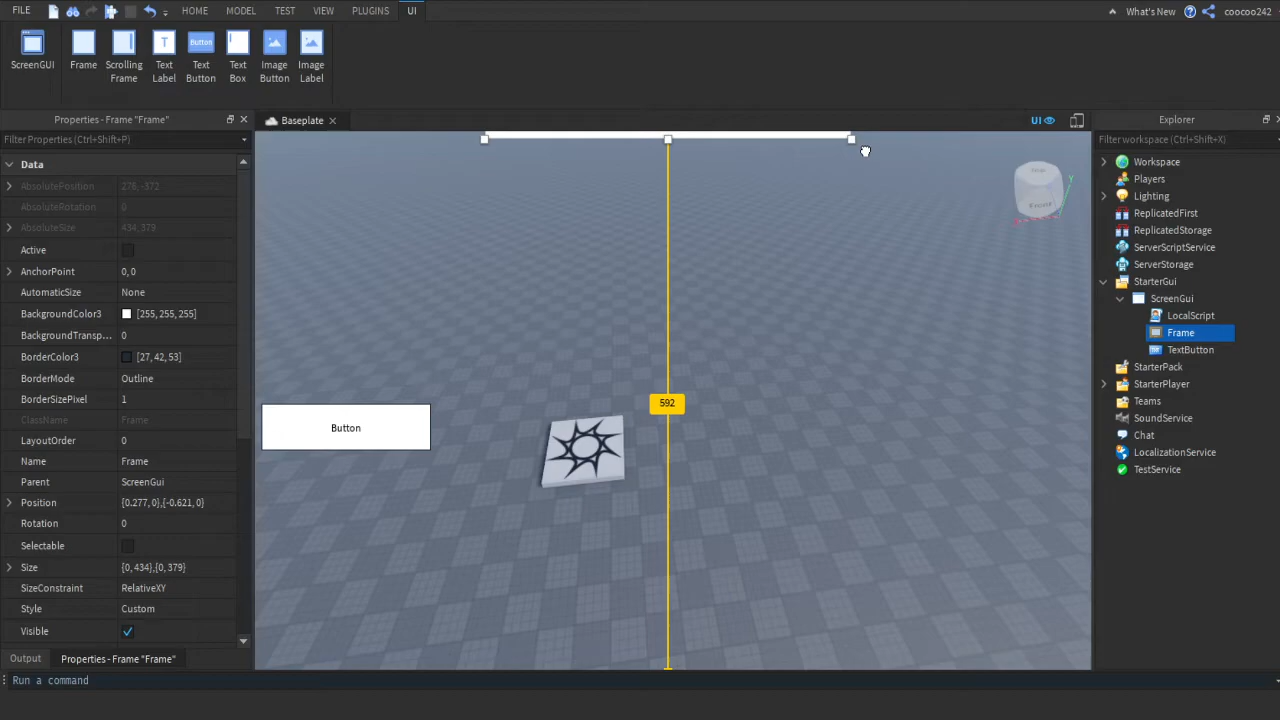 FILE
HOME
MODEL
TEST
VIEW
PLUGINS
UI
What's New
coocoo242
ScreenGUI
Frame
Scrolling
Frame
Text
Label
Button
Text
Button
Text
Box
Image
Button
Image
Label
Properties - Frame "Frame"
Filter Properties (Ctrl+Shift+P)
Data
AbsolutePosition 276, -372
AbsoluteRotation 0
AbsoluteSize 434, 379
Active
AnchorPoint 0, 0
AutomaticSize None
BackgroundColor3 [255, 255, 255]
BackgroundTransp... 0
BorderColor3 [27, 42, 53]
BorderMode Outline
BorderSizePixel 1
ClassName Frame
LayoutOrder 0
Name Frame
Parent ScreenGui
Position {0.277, 0},{-0.621, 0}
Rotation 0
Selectable
Size {0, 434},{0, 379}
SizeConstraint RelativeXY
Style Custom
Visible
Output
Properties - Frame "Frame"
Run a command
Baseplate
UI
Button
592
Front
Y
Explorer
Filter workspace (Ctrl+Shift+X)
Workspace
Players
Lighting
ReplicatedFirst
ReplicatedStorage
ServerScriptService
ServerStorage
StarterGui
ScreenGui
LocalScript
Frame
TextButton
StarterPack
StarterPlayer
Teams
SoundService
Chat
LocalizationService
TestService